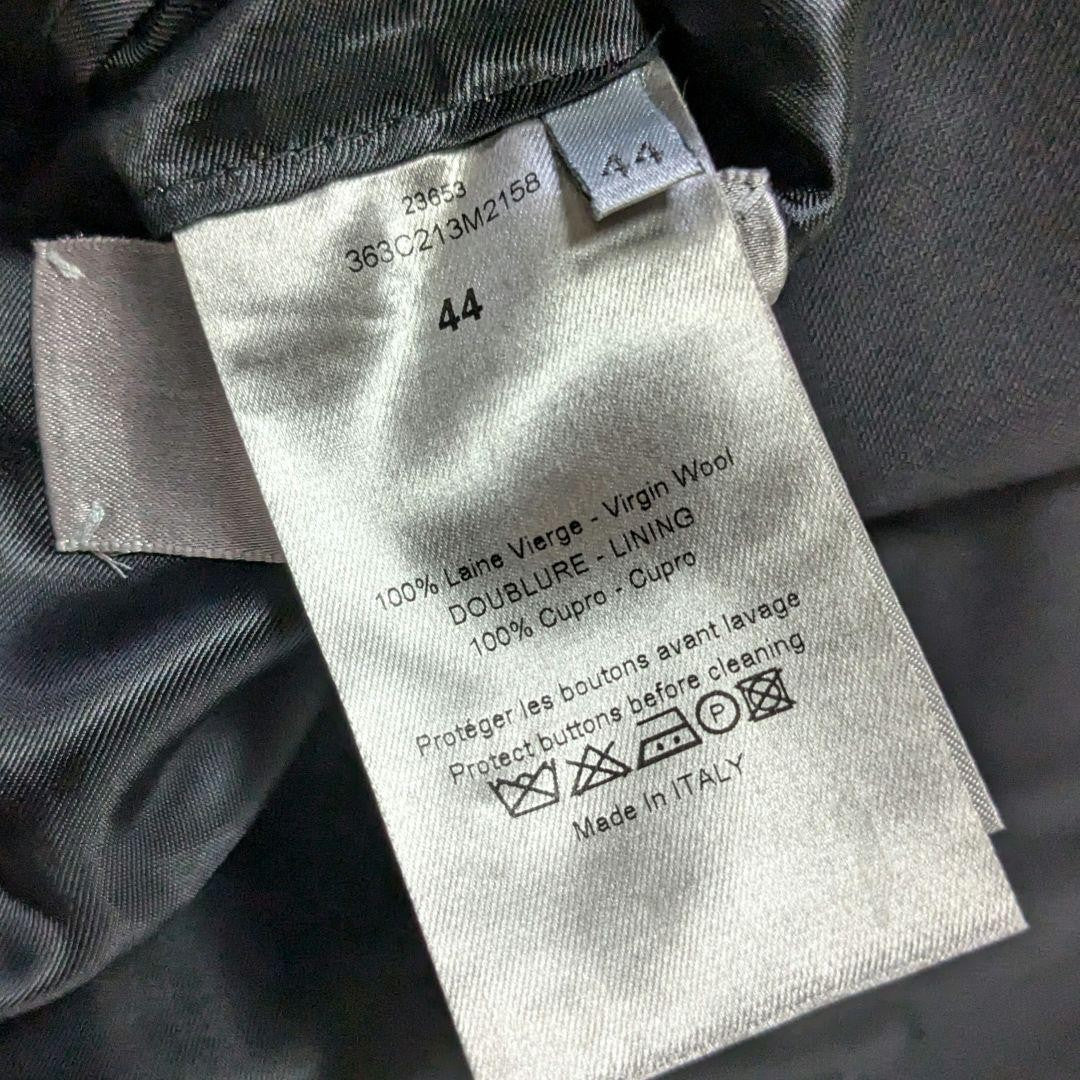 44
23653
363C213M2158
44
100% Laine Vierge - Virgin Wool
DOUBLURE - LINING
100% Cupro - Cupro
Protéger les boutons avant lavage
Protect buttons before cleaning
P
Made In ITALY